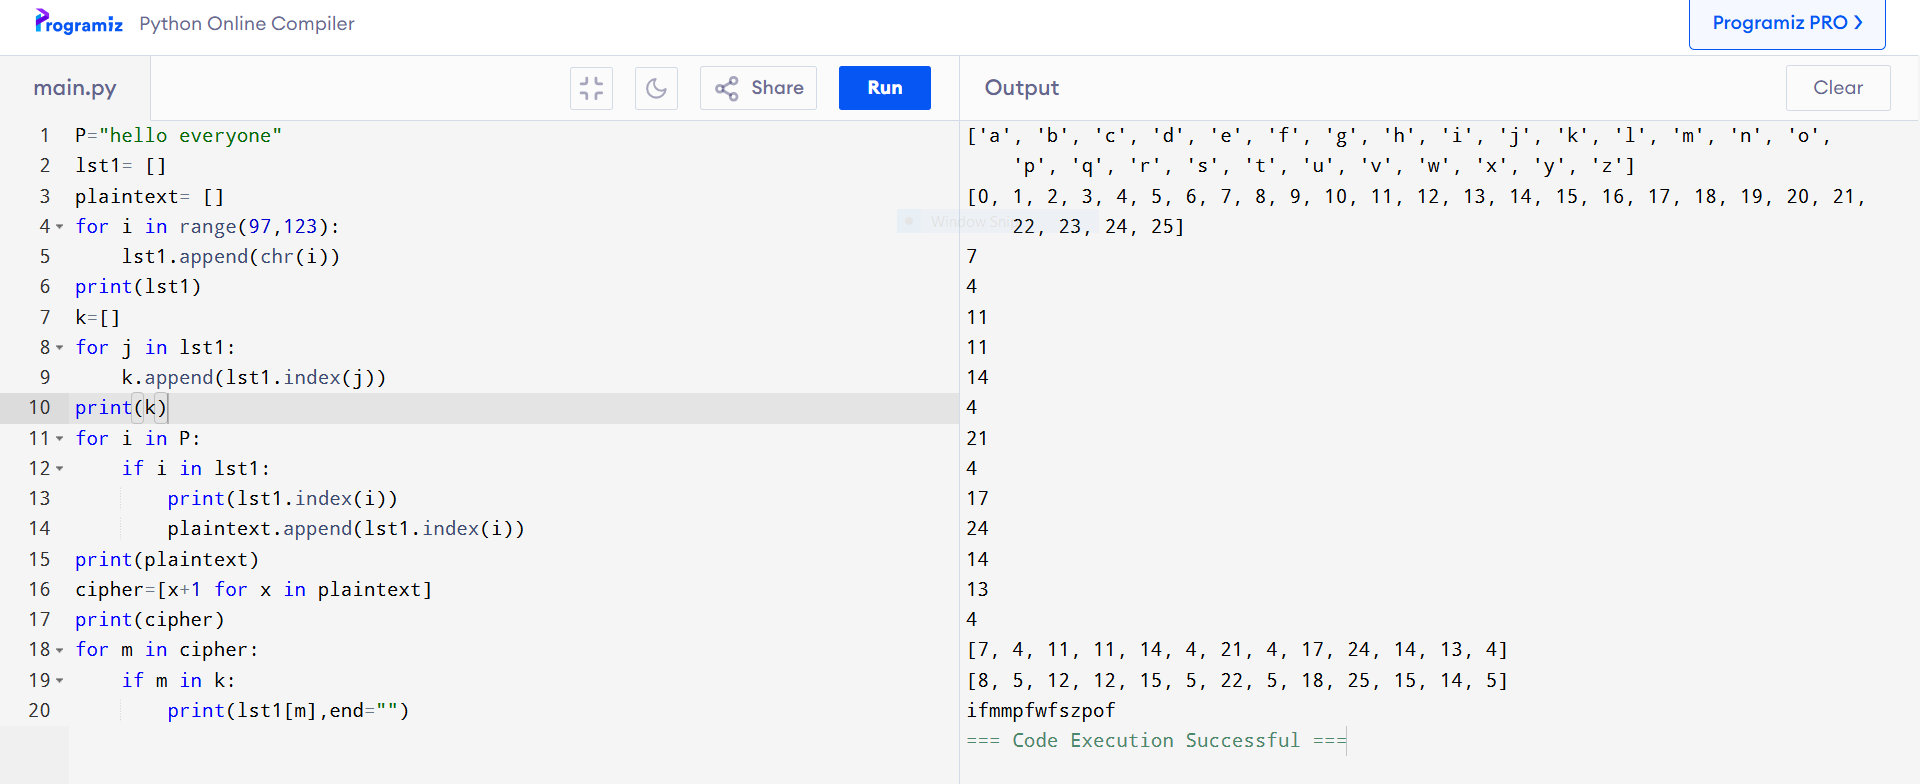 Programiz Python Online Compiler
Programiz PRO ❯
main.py
Share
Run
Output
Clear
1 P="hello everyone"
2 lst1= []
3 plaintext= []
4 for i in range(97,123):
5     lst1.append(chr(i))
6 print(lst1)
7 k=[]
8 for j in lst1:
9     k.append(lst1.index(j))
10 print(k)
11 for i in P:
12     if i in lst1:
13         print(lst1.index(i))
14         plaintext.append(lst1.index(i))
15 print(plaintext)
16 cipher=[x+1 for x in plaintext]
17 print(cipher)
18 for m in cipher:
19     if m in k:
20         print(lst1[m],end="")
['a', 'b', 'c', 'd', 'e', 'f', 'g', 'h', 'i', 'j', 'k', 'l', 'm', 'n', 'o',
    'p', 'q', 'r', 's', 't', 'u', 'v', 'w', 'x', 'y', 'z']
[0, 1, 2, 3, 4, 5, 6, 7, 8, 9, 10, 11, 12, 13, 14, 15, 16, 17, 18, 19, 20, 21,
Window
    22, 23, 24, 25]
7
4
11
11
14
4
21
4
17
24
14
13
4
[7, 4, 11, 11, 14, 4, 21, 4, 17, 24, 14, 13, 4]
[8, 5, 12, 12, 15, 5, 22, 5, 18, 25, 15, 14, 5]
ifmmpfwfszpof
=== Code Execution Successful ===